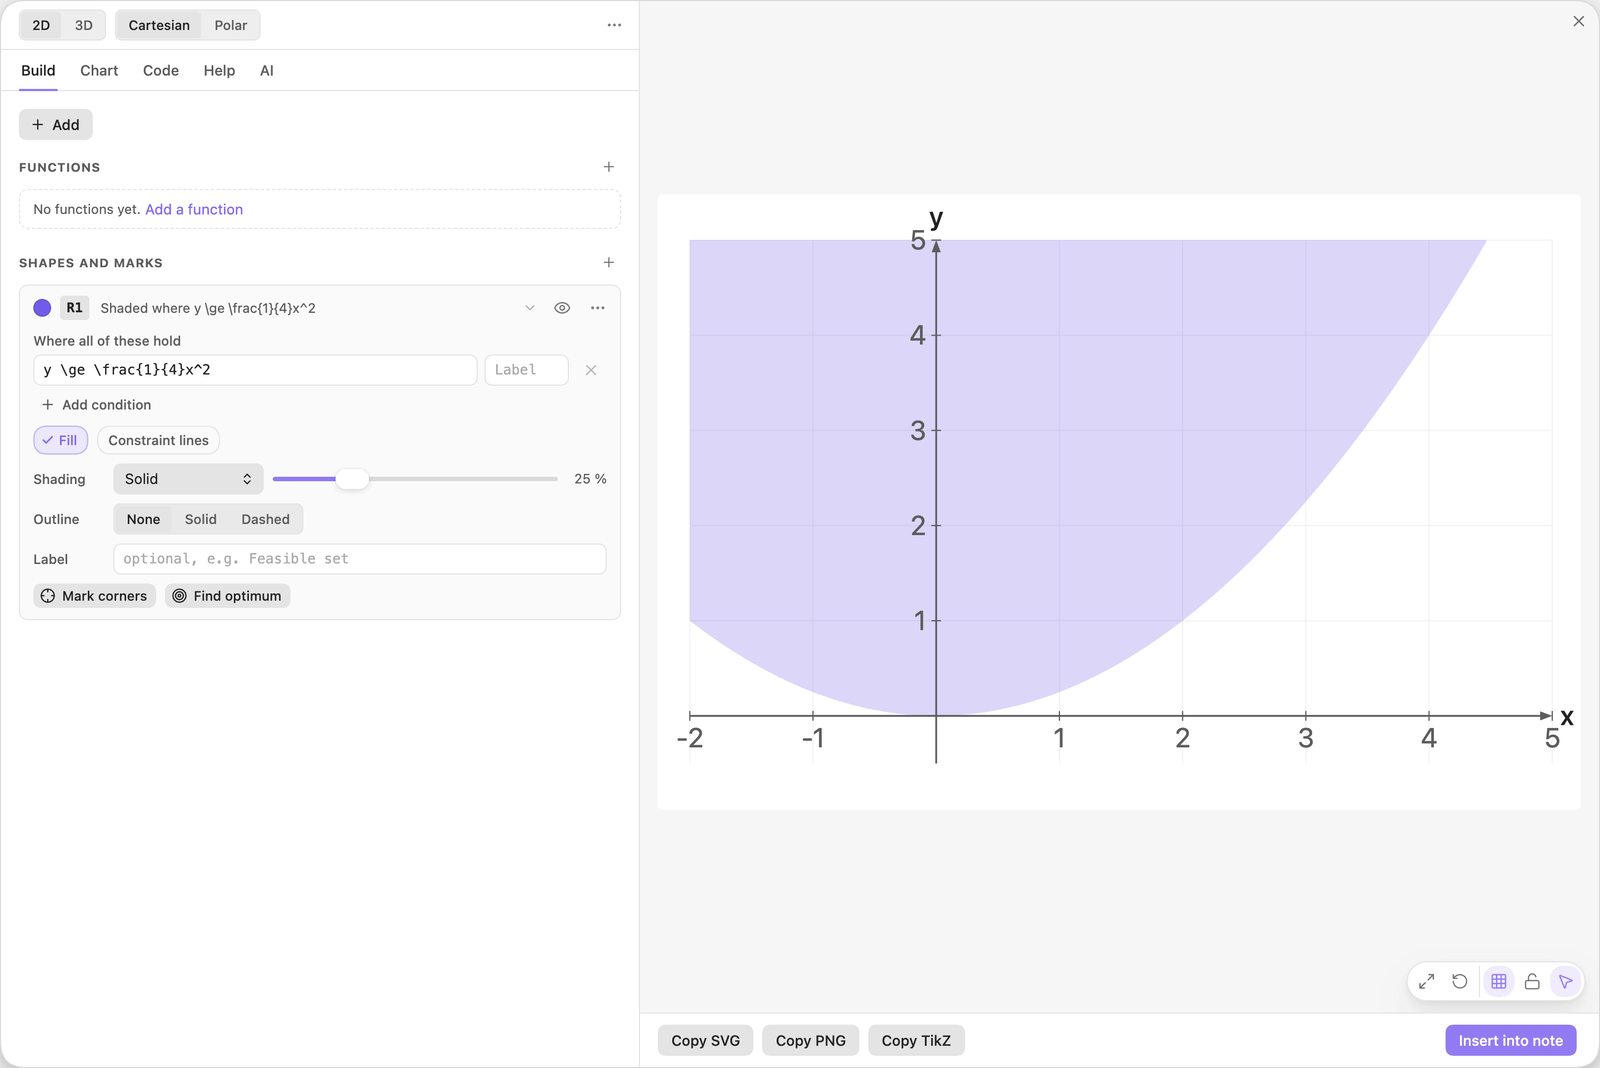 2D 3D Cartesian Polar
Build Chart Code Help AI
+ Add
FUNCTIONS
No functions yet. Add a function
SHAPES AND MARKS
R1 Shaded where y \ge \frac{1}{4}x^2
Where all of these hold
y \ge \frac{1}{4}x^2 Label
+ Add condition
Fill Constraint lines
Shading Solid 25 %
Outline None Solid Dashed
Label optional, e.g. Feasible set
Mark corners Find optimum
y
5
4
3
2
1
x
-2 -1 1 2 3 4 5
Copy SVG Copy PNG Copy TikZ Insert into note